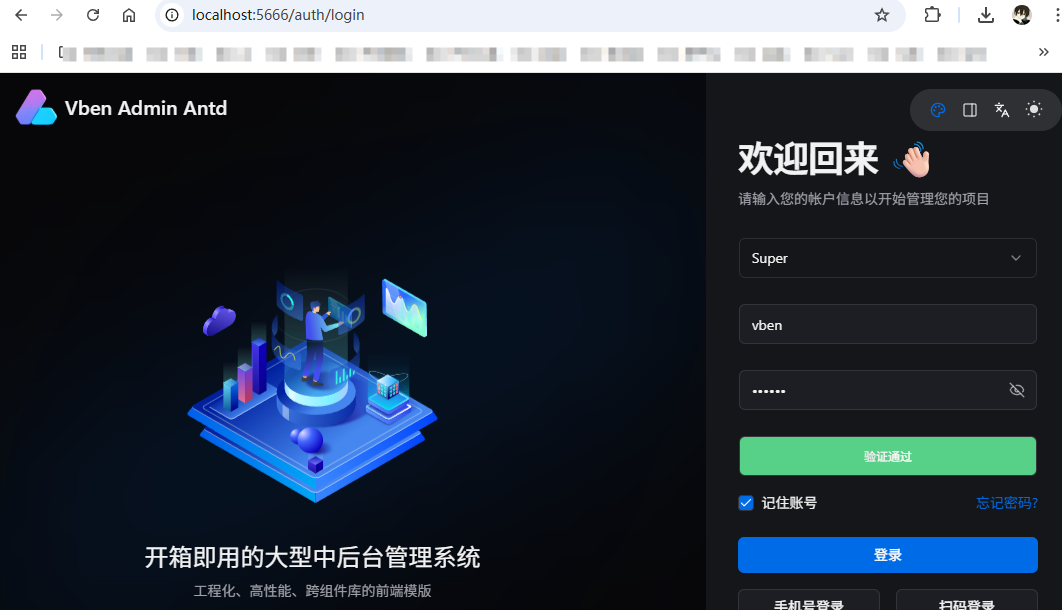 localhost:5666/auth/login
Vben Admin Antd
欢迎回来
请输入您的帐户信息以开始管理您的项目
Super
vben
••••••
验证通过
记住账号
忘记密码?
登录
手机号登录
扫码登录
开箱即用的大型中后台管理系统
工程化、高性能、跨组件库的前端模版